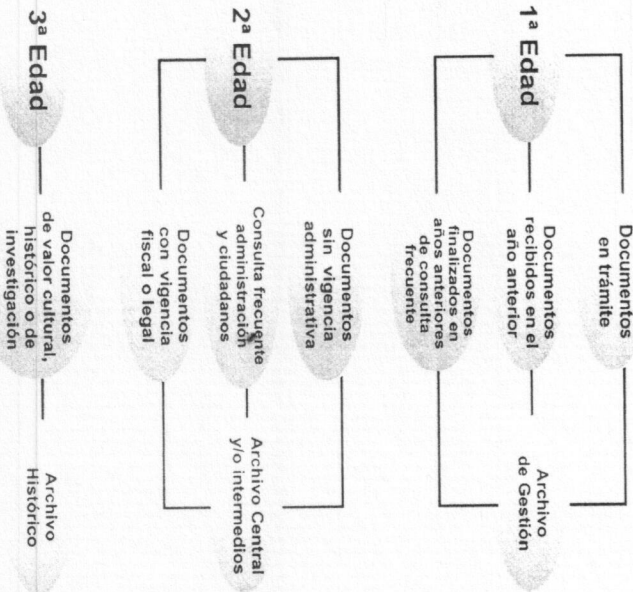 1ª Edad
Documentos
en trámite
Documentos
recibidos en el
año anterior
Documentos
finalizados en
años anteriores
de consulta
frecuente
Archivo
de Gestión
2ª Edad
Documentos
sin vigencia
administrativa
Consulta frecuente
administración
y ciudadanos
Documentos
con vigencia
fiscal o legal
Archivo Central
y/o intermedios
3ª Edad
Documentos
de valor cultural,
histórico o de
investigación
Archivo
Histórico